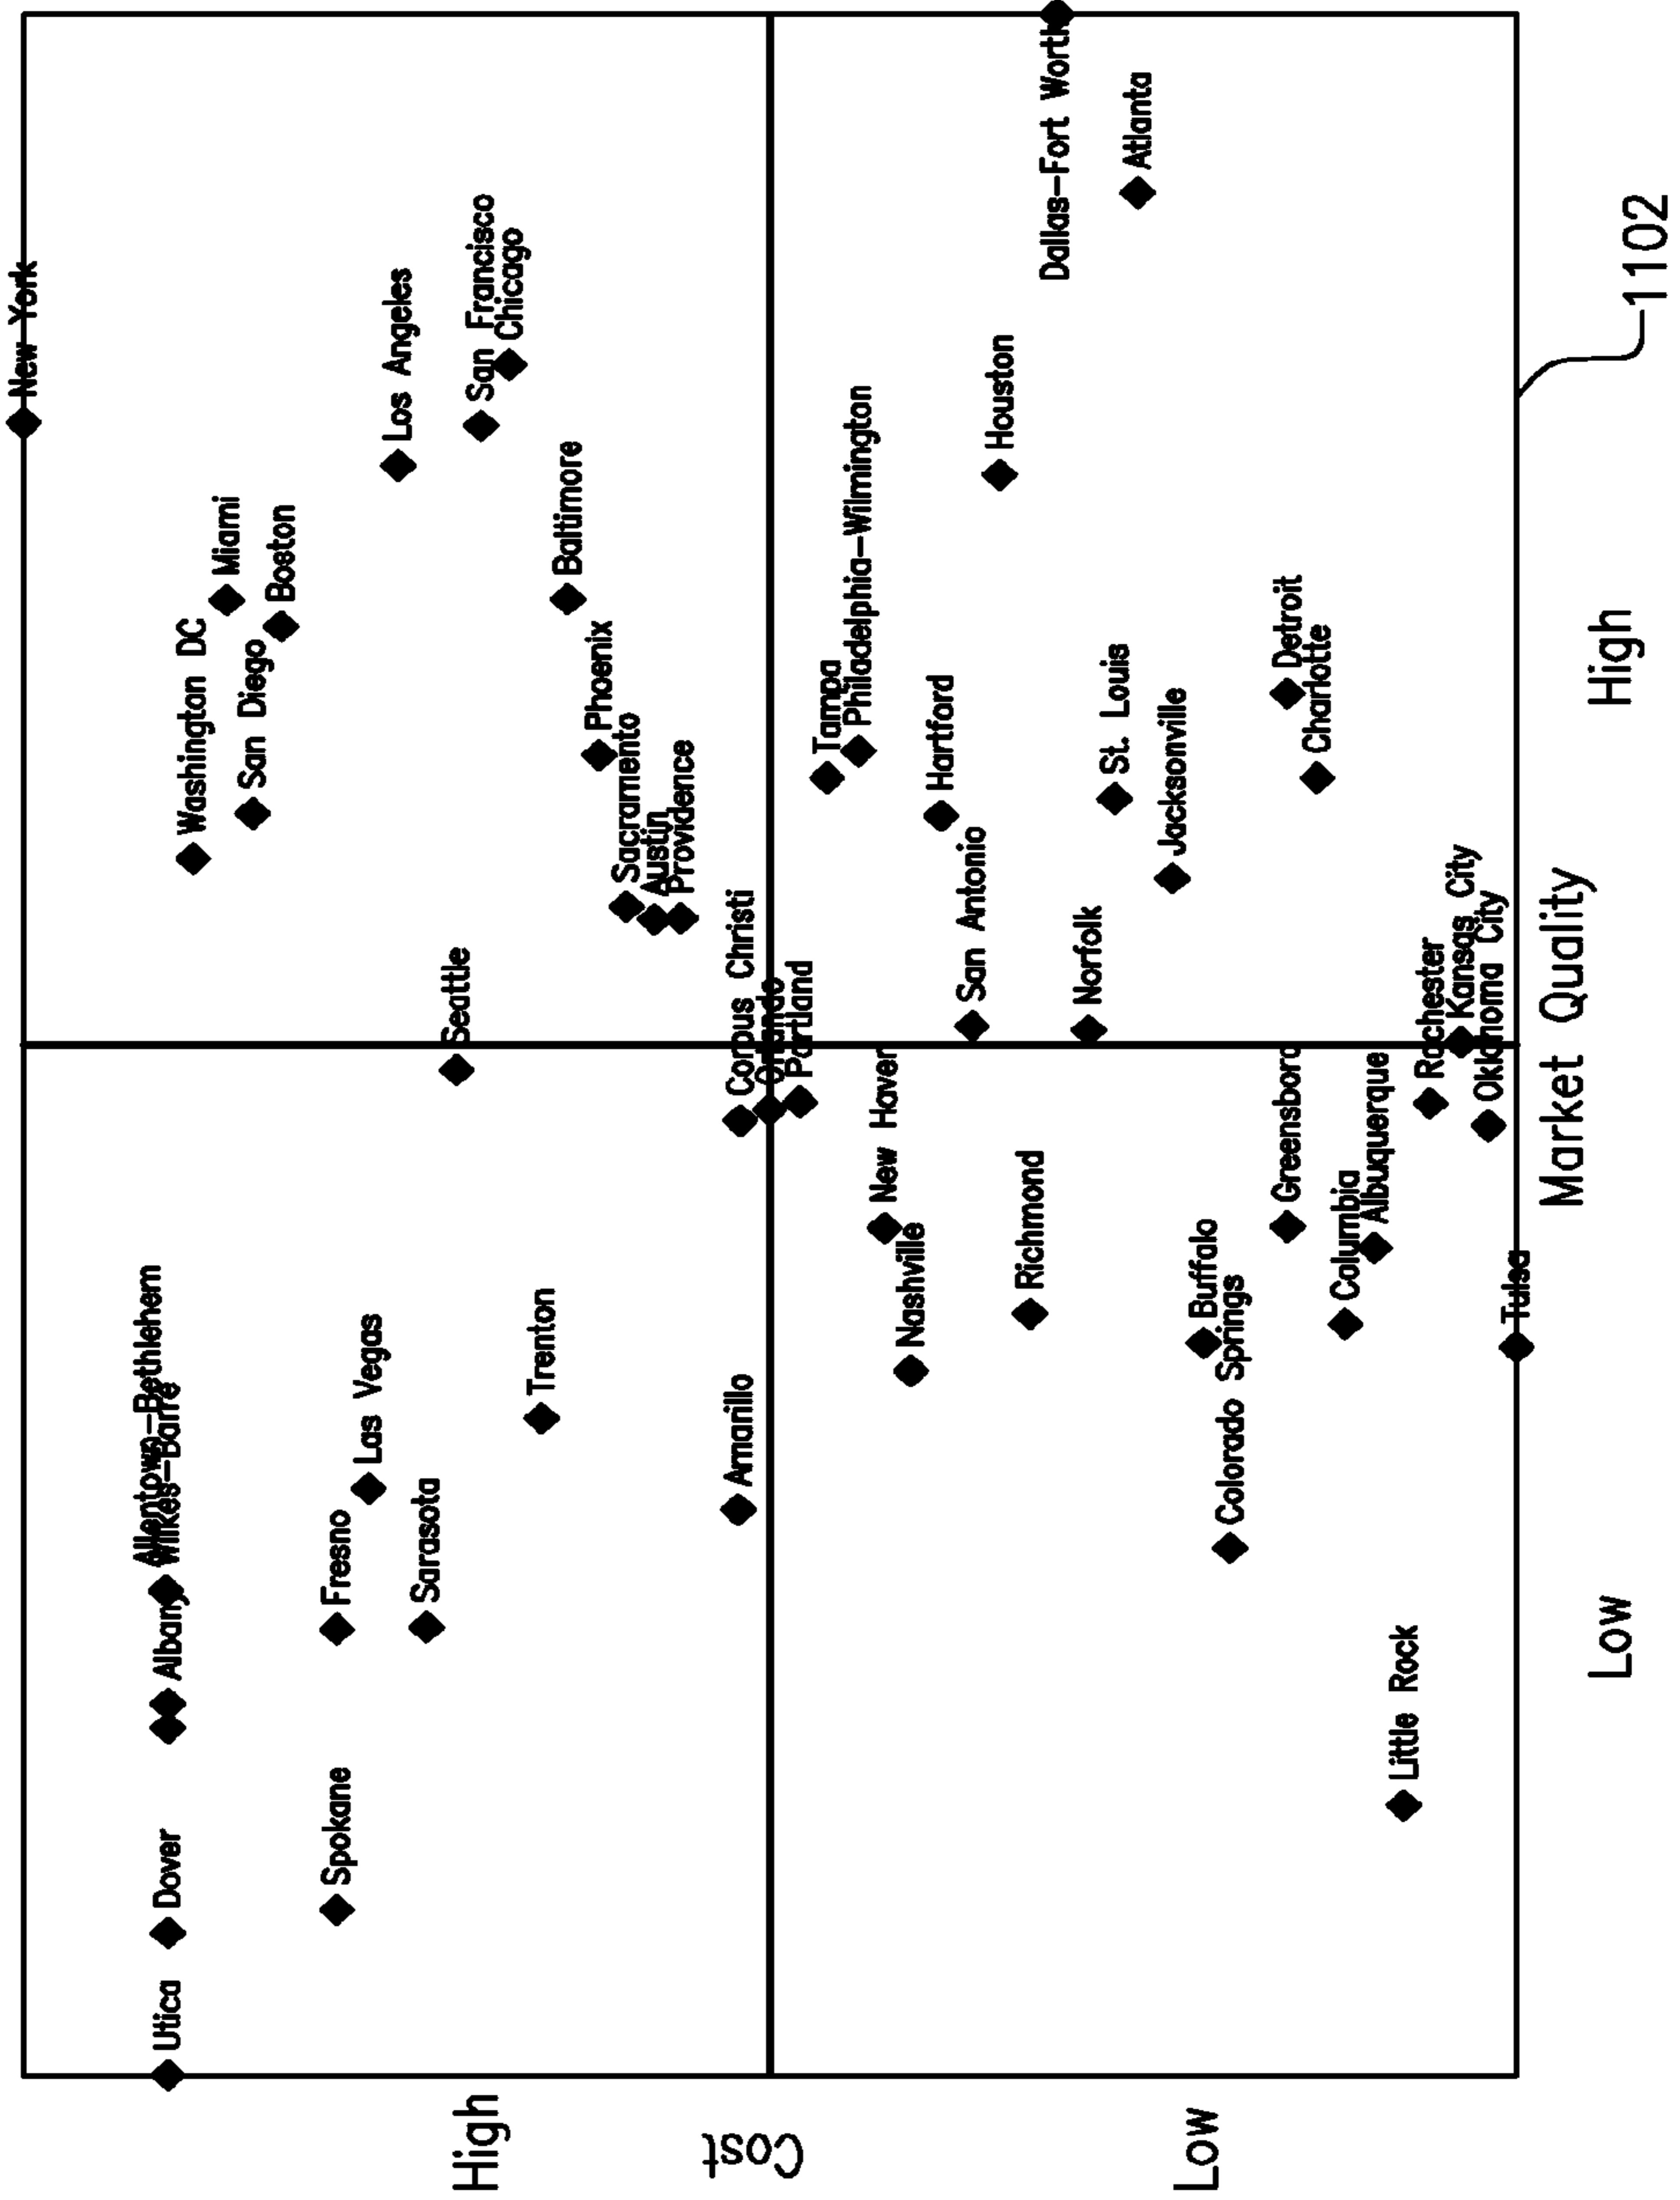 New York
Washington DC
Miami
San Diego
Boston
Allentown-Bethlehem
Wilkes-Barre
Albany
Dover
Utica
Fresno
Spokane
Las Vegas
Los Angeles
Sarasota
Seattle
San Francisco
Chicago
Trenton
Baltimore
Phoenix
Sacramento
Austin
Providence
Corpus Christi
Amarillo
Orlando
Portland
Tampa
Philadelphia-Wilmington
New Haven
Nashville
Hartford
San Antonio
Houston
Richmond
Dallas-Fort Worth
Norfolk
St. Louis
Atlanta
Jacksonville
Buffalo
Colorado Springs
Greensboro
Detroit
Charlotte
Columbia
Albuquerque
Little Rock
Rochester
Kansas City
Oklahoma City
Tulsa
High
Cost
Low
Market Quality
Low
High
1102